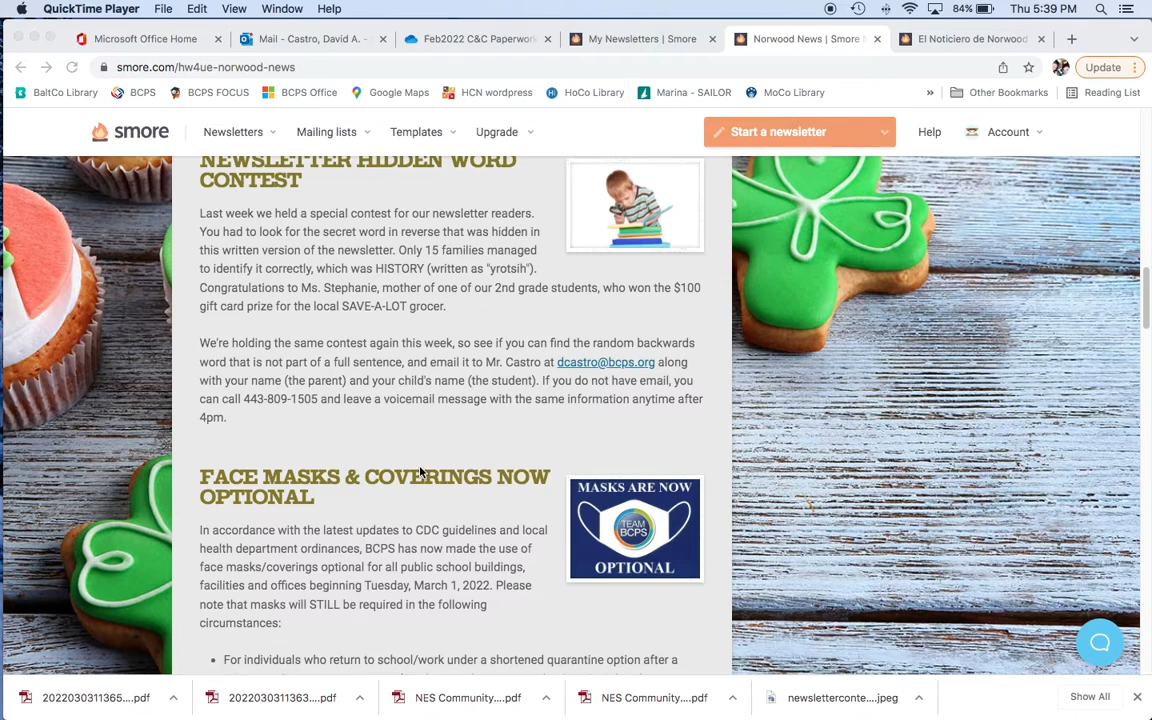 QuickTime Player File Edit View Window Help 84% Thu 5:39 PM
Microsoft Office Home Mail - Castro, David A. - Feb2022 C&C Paperwork My Newsletters | Smore Norwood News | Smore El Noticiero de Norwood
smore.com/hw4ue-norwood-news Update
BaltCo Library BCPS BCPS FOCUS BCPS Office Google Maps HCN wordpress HoCo Library Marina - SAILOR MoCo Library » Other Bookmarks Reading List
smore Newsletters Mailing lists Templates Upgrade Start a newsletter Help Account
NEWSLETTER HIDDEN WORD
CONTEST
Last week we held a special contest for our newsletter readers.
You had to look for the secret word in reverse that was hidden in
this written version of the newsletter. Only 15 families managed
to identify it correctly, which was HISTORY (written as "yrotsih").
Congratulations to Ms. Stephanie, mother of one of our 2nd grade students, who won the $100
gift card prize for the local SAVE-A-LOT grocer.
We're holding the same contest again this week, so see if you can find the random backwards
word that is not part of a full sentence, and email it to Mr. Castro at dcastro@bcps.org along
with your name (the parent) and your child's name (the student). If you do not have email, you
can call 443-809-1505 and leave a voicemail message with the same information anytime after
4pm.
FACE MASKS & COVERINGS NOW
OPTIONAL
MASKS ARE NOW
TEAM
BCPS
OPTIONAL
In accordance with the latest updates to CDC guidelines and local
health department ordinances, BCPS has now made the use of
face masks/coverings optional for all public school buildings,
facilities and offices beginning Tuesday, March 1, 2022. Please
note that masks will STILL be required in the following
circumstances:
• For individuals who return to school/work under a shortened quarantine option after a
2022030311365....pdf 2022030311363....pdf NES Community....pdf NES Community....pdf newsletterconte....jpeg Show All